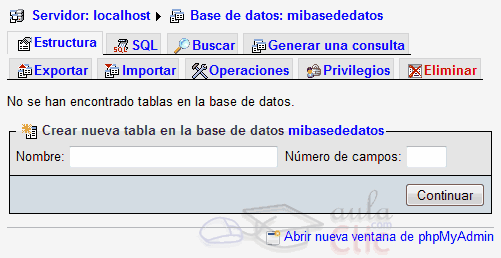 Servidor: localhost Base de datos: mibasededatos
Estructura SQL Buscar Generar una consulta
Exportar Importar Operaciones Privilegios Eliminar
No se han encontrado tablas en la base de datos.
Crear nueva tabla en la base de datos mibasededatos
Nombre: Número de campos:
Continuar
aula
Clic.com
Abrir nueva ventana de phpMyAdmin